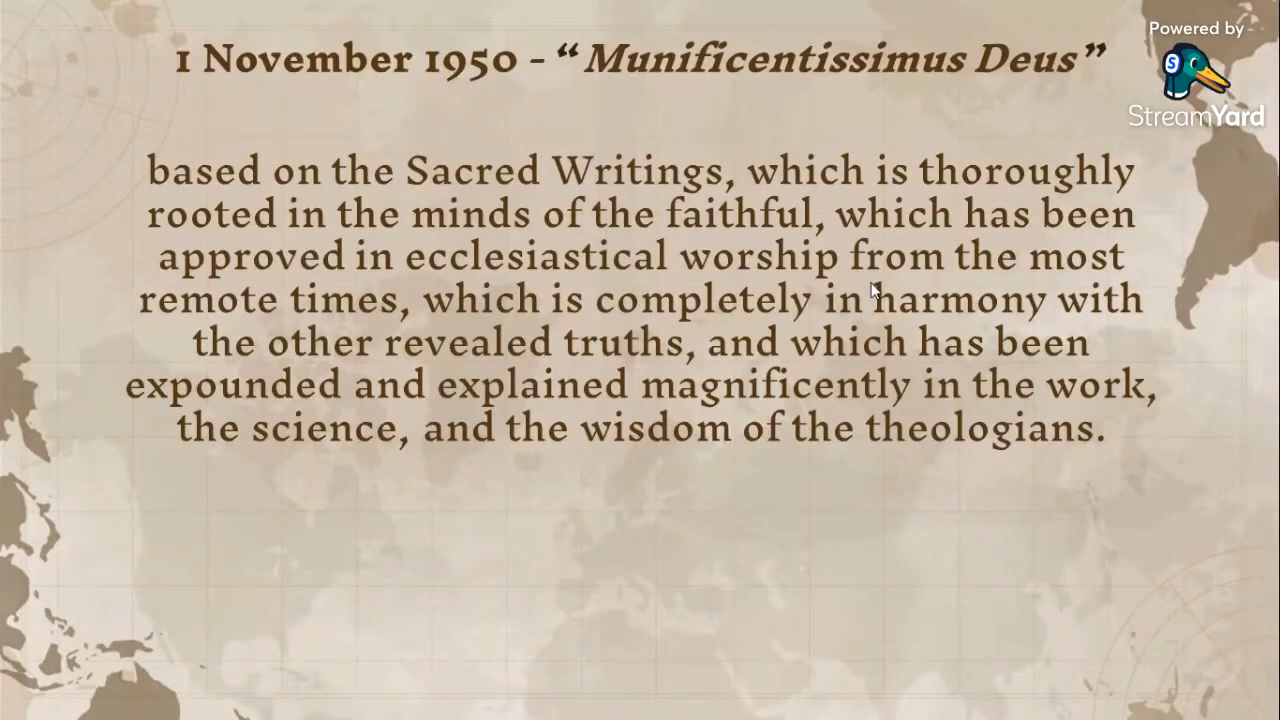 1 November 1950 - “ Munificentissimus Deus”
Powered by
StreamYard
based on the Sacred Writings, which is thoroughly
rooted in the minds of the faithful, which has been
approved in ecclesiastical worship from the most
remote times, which is completely in harmony with
the other revealed truths, and which has been
expounded and explained magnificently in the work,
the science, and the wisdom of the theologians.